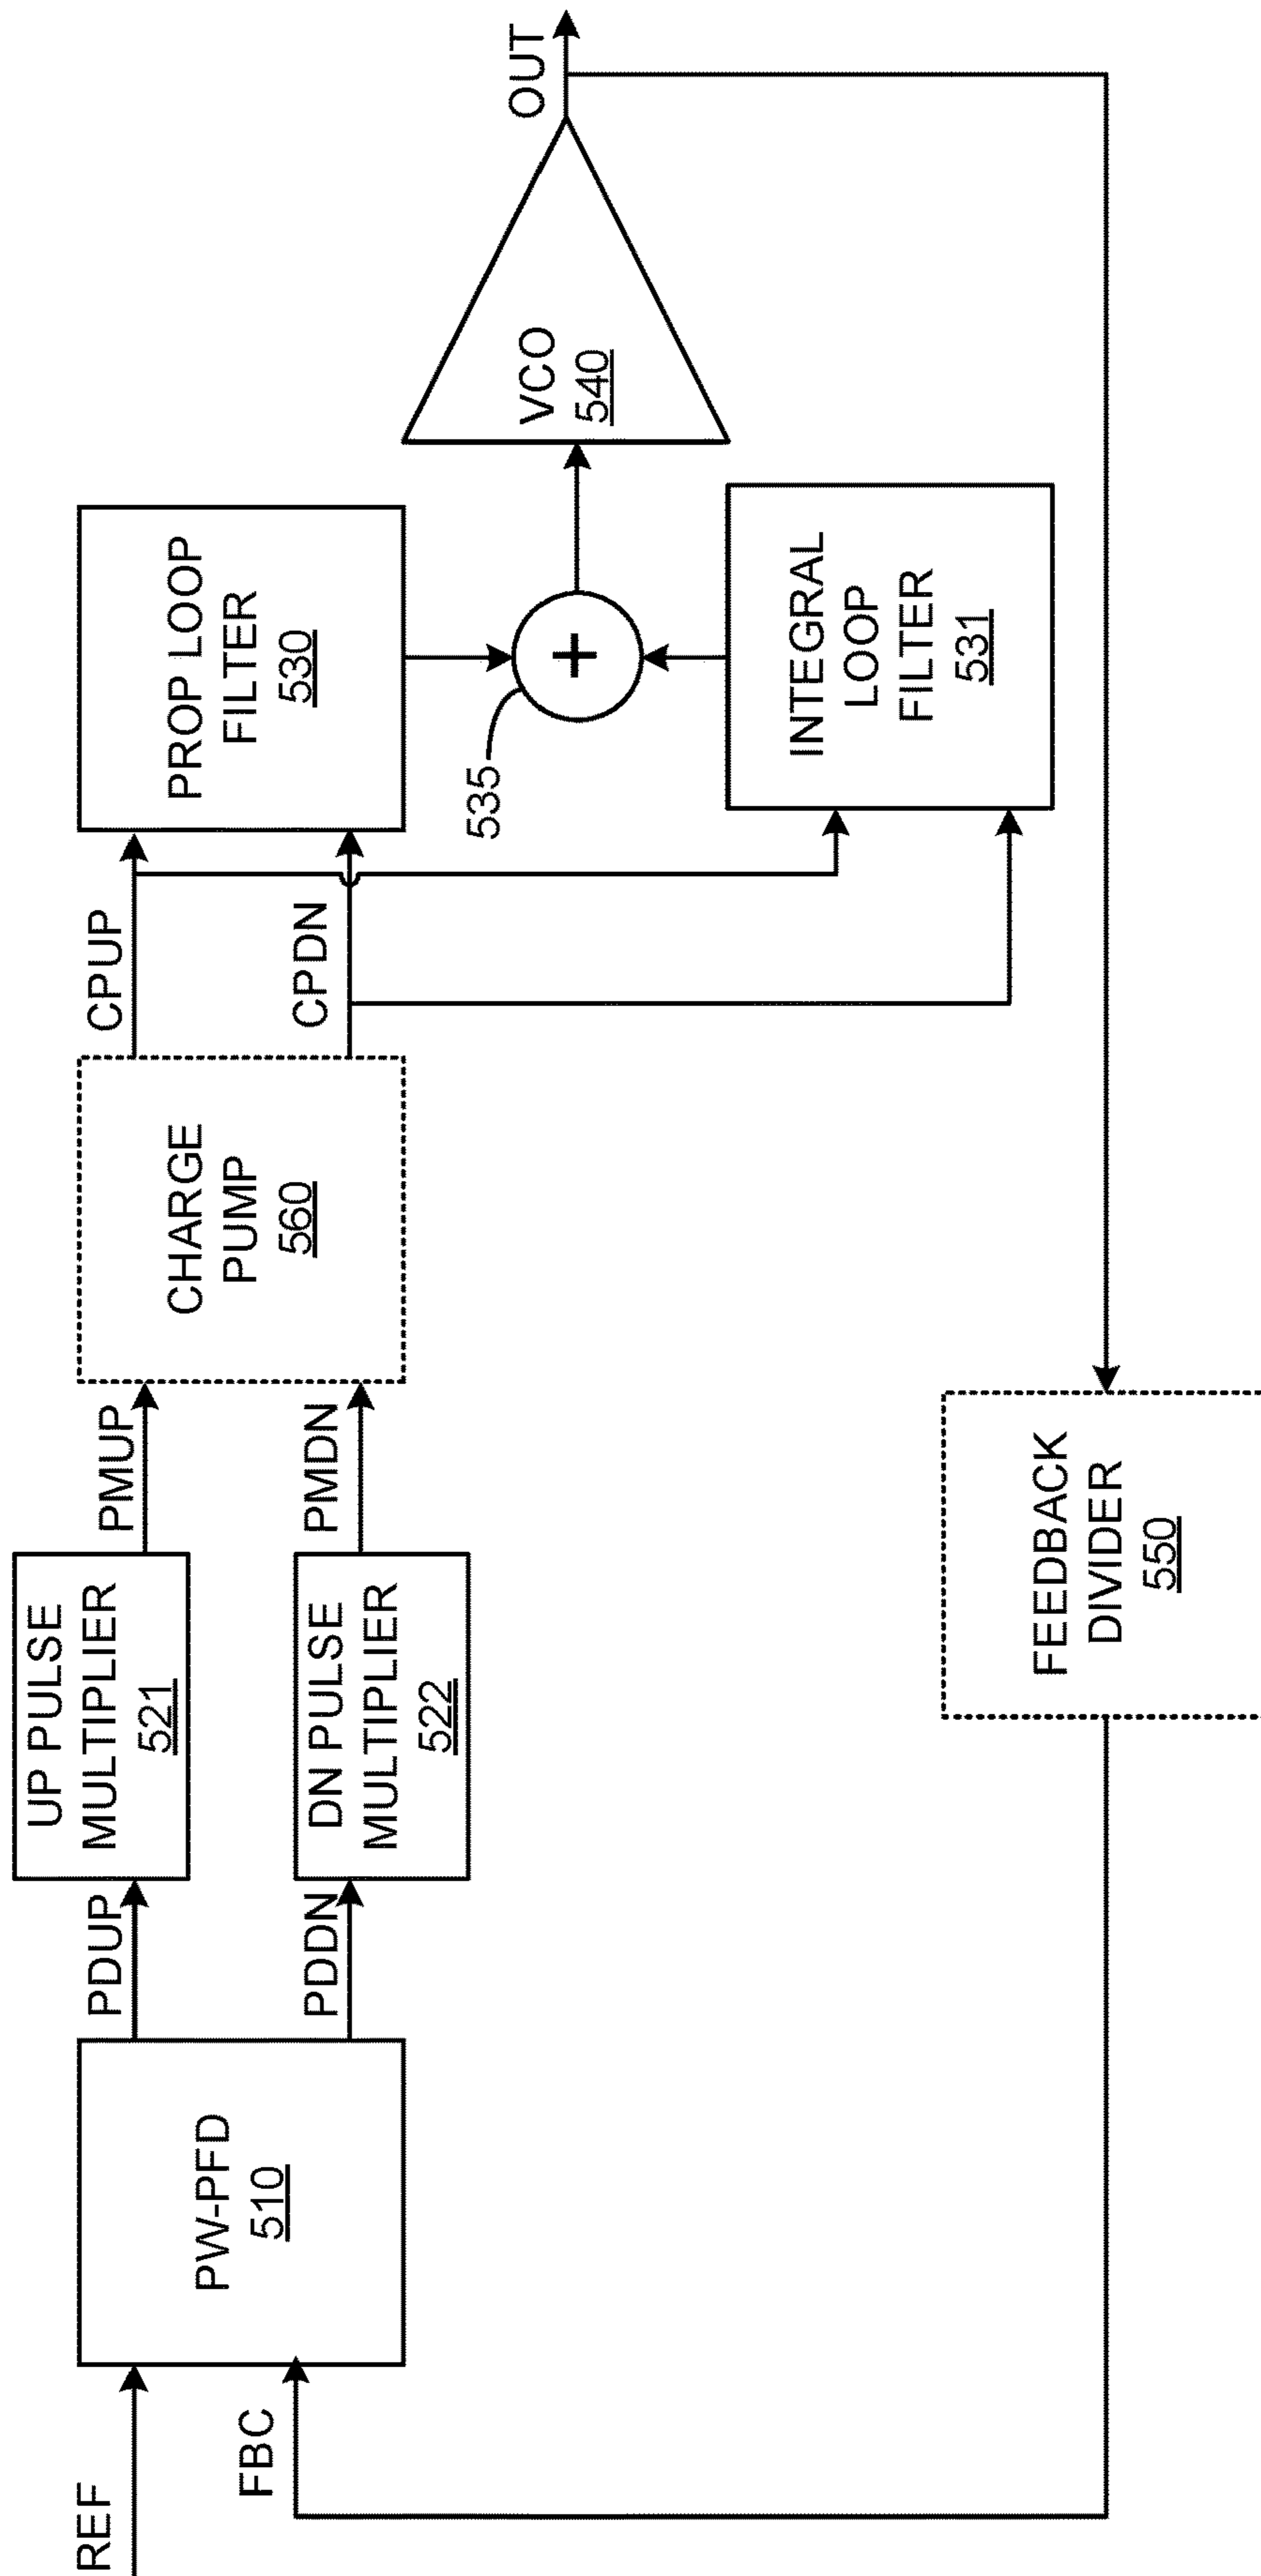 REF
FBC
PW-PFD
510
PDUP
PDDN
UP PULSE
MULTIPLIER
521
DN PULSE
MULTIPLIER
522
PMUP
PMDN
CHARGE
PUMP
560
CPUP
CPDN
PROP LOOP
FILTER
530
535
+
INTEGRAL
LOOP
FILTER
531
VCO
540
OUT
FEEDBACK
DIVIDER
550